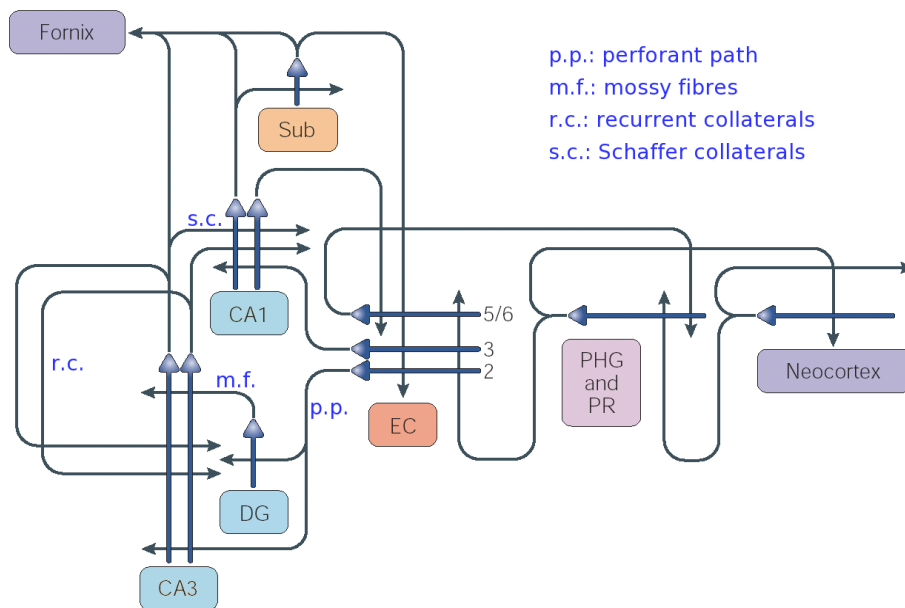 Fornix
p.p.: perforant path
m.f.: mossy fibres
r.c.: recurrent collaterals
s.c.: Schaffer collaterals
Sub
s.c.
CA1
5/6
3
2
r.c.
m.f.
p.p.
PHG
and
PR
Neocortex
EC
DG
CA3